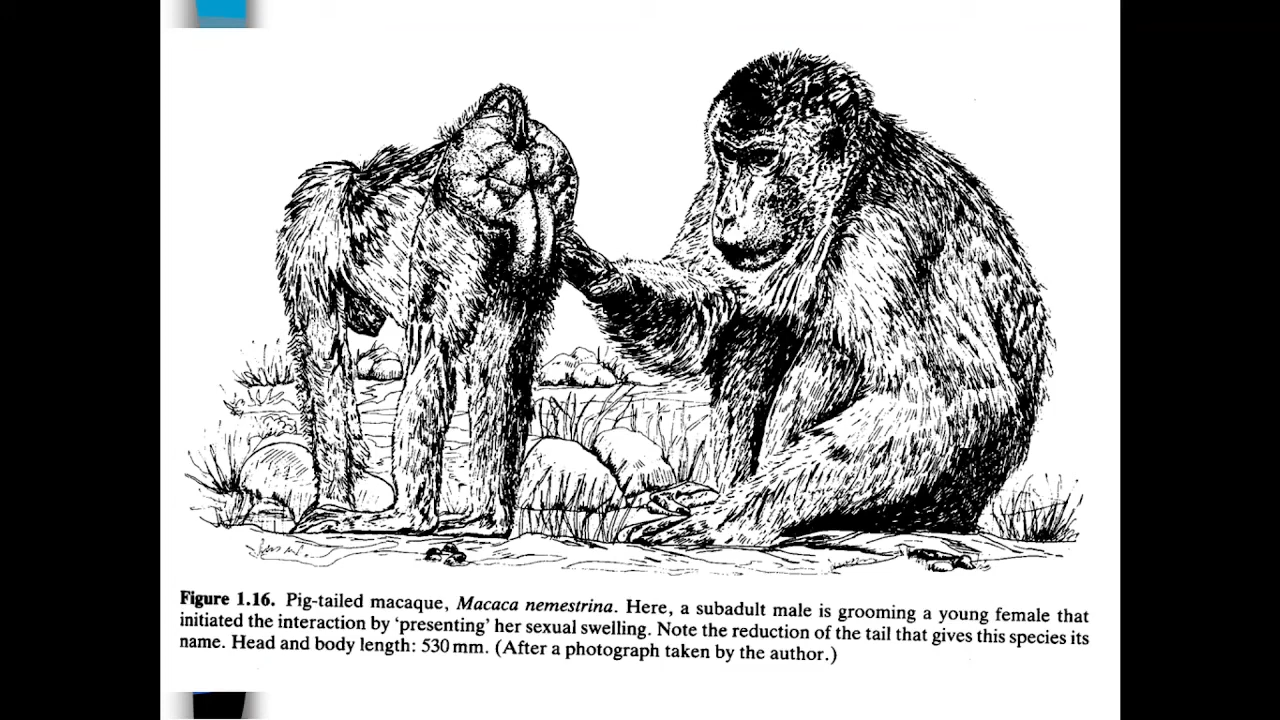 Figure 1.16. Pig-tailed macaque, Macaca nemestrina. Here, a subadult male is grooming a young female that
initiated the interaction by ‘presenting’ her sexual swelling. Note the reduction of the tail that gives this species its
name. Head and body length: 530 mm. (After a photograph taken by the author.)